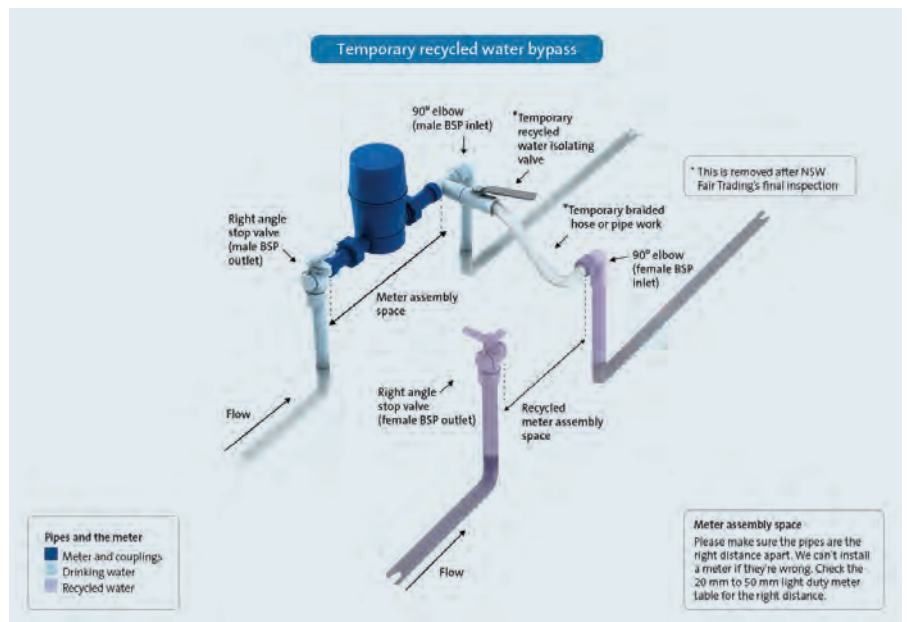 Temporary recycled water bypass
90° elbow
(male BSP inlet)
*Temporary
recycled
water isolating
valve
* This is removed after NSW
Fair Trading's final inspection
Right angle
stop valve
(male BSP
outlet)
*Temporary braided
hose or pipe work
90° elbow
(female BSP
inlet)
Meter assembly
space
Flow
Right angle
stop valve
(female BSP outlet)
Recycled
meter assembly
space
Flow
Pipes and the meter
Meter and couplings
Drinking water
Recycled water
Meter assembly space
Please make sure the pipes are the
right distance apart. We can't install
a meter if they're wrong. Check the
20 mm to 50 mm light duty meter
table for the right distance.